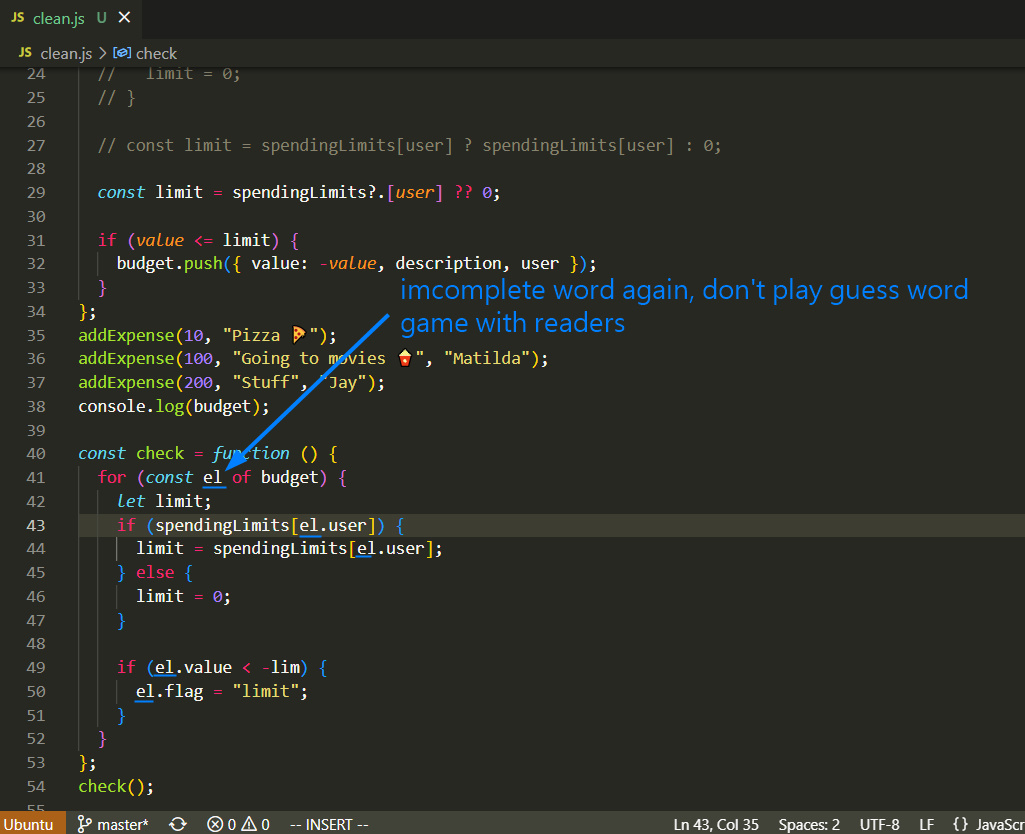 JS clean.js U ×
JS clean.js > check
24 // limit = 0;
25 // }
26
27 // const limit = spendingLimits[user] ? spendingLimits[user] : 0;
28
29 const limit = spendingLimits?.[user] ?? 0;
30
31 if (value <= limit) {
32 budget.push({ value: -value, description, user });
33 }
imcomplete word again, don't play guess word
game with readers
34 };
35 addExpense(10, "Pizza 🍕");
36 addExpense(100, "Going to movies 🍿", "Matilda");
37 addExpense(200, "Stuff", "Jay");
38 console.log(budget);
39
40 const check = function () {
41 for (const el of budget) {
42 let limit;
43 if (spendingLimits[el.user]) {
44 limit = spendingLimits[el.user];
45 } else {
46 limit = 0;
47 }
48
49 if (el.value < -lim) {
50 el.flag = "limit";
51 }
52 }
53 };
54 check();
55
Ubuntu master* 0 0 -- INSERT -- Ln 43, Col 35 Spaces: 2 UTF-8 LF {} JavaScr